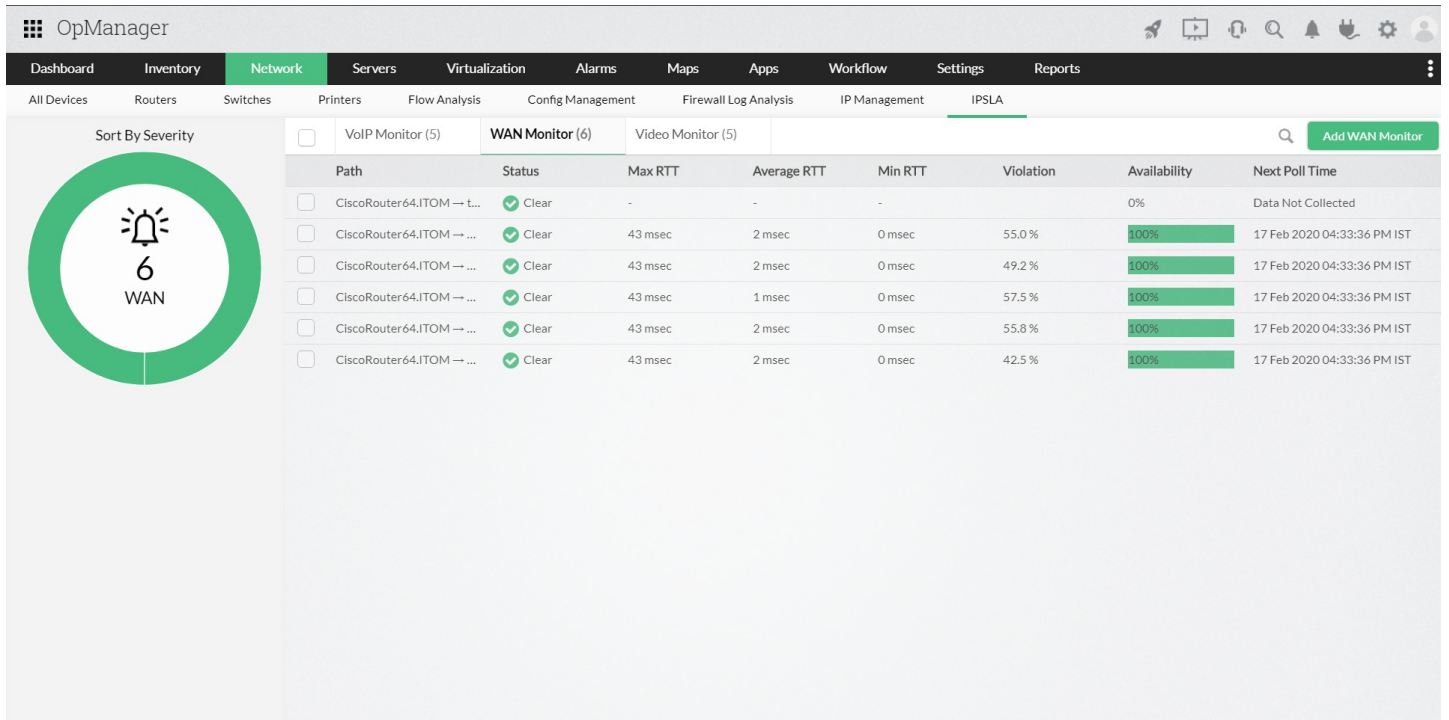 OpManager
Dashboard Inventory Network Servers Virtualization Alarms Maps Apps Workflow Settings Reports
All Devices Routers Switches Printers Flow Analysis Config Management Firewall Log Analysis IP Management IPSLA
Sort By Severity
6
WAN
VoIP Monitor (5) WAN Monitor (6) Video Monitor (5) Add WAN Monitor
Path Status Max RTT Average RTT Min RTT Violation Availability Next Poll Time
CiscoRouter64.ITOM → t... Clear - - - 0% Data Not Collected
CiscoRouter64.ITOM → ... Clear 43 msec 2 msec 0 msec 55.0 % 100% 17 Feb 2020 04:33:36 PM IST
CiscoRouter64.ITOM → ... Clear 43 msec 2 msec 0 msec 49.2 % 100% 17 Feb 2020 04:33:36 PM IST
CiscoRouter64.ITOM → ... Clear 43 msec 1 msec 0 msec 57.5 % 100% 17 Feb 2020 04:33:36 PM IST
CiscoRouter64.ITOM → ... Clear 43 msec 2 msec 0 msec 55.8 % 100% 17 Feb 2020 04:33:36 PM IST
CiscoRouter64.ITOM → ... Clear 43 msec 2 msec 0 msec 42.5 % 100% 17 Feb 2020 04:33:36 PM IST